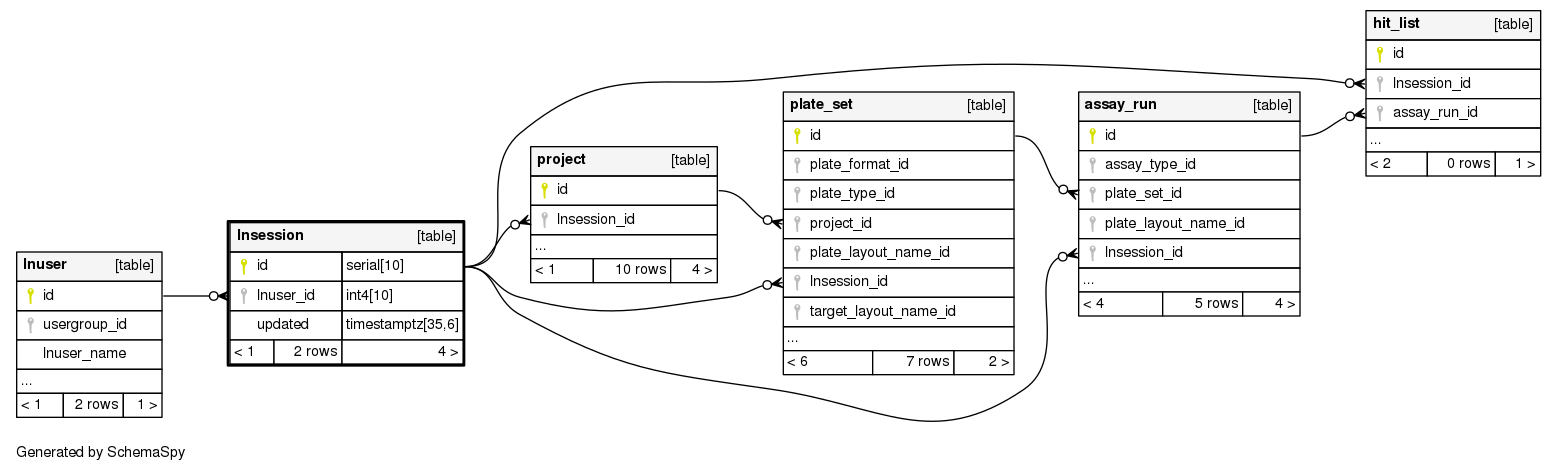 lnuser [table]
id
usergroup_id
lnuser_name
...
< 1 2 rows 1 >
lnsession [table]
id serial[10]
lnuser_id int4[10]
updated timestamptz[35,6]
< 1 2 rows 4 >
project [table]
id
lnsession_id
...
< 1 10 rows 4 >
plate_set [table]
id
plate_format_id
plate_type_id
project_id
plate_layout_name_id
lnsession_id
target_layout_name_id
...
< 6 7 rows 2 >
assay_run [table]
id
assay_type_id
plate_set_id
plate_layout_name_id
lnsession_id
...
< 4 5 rows 4 >
hit_list [table]
id
lnsession_id
assay_run_id
...
< 2 0 rows 1 >
Generated by SchemaSpy